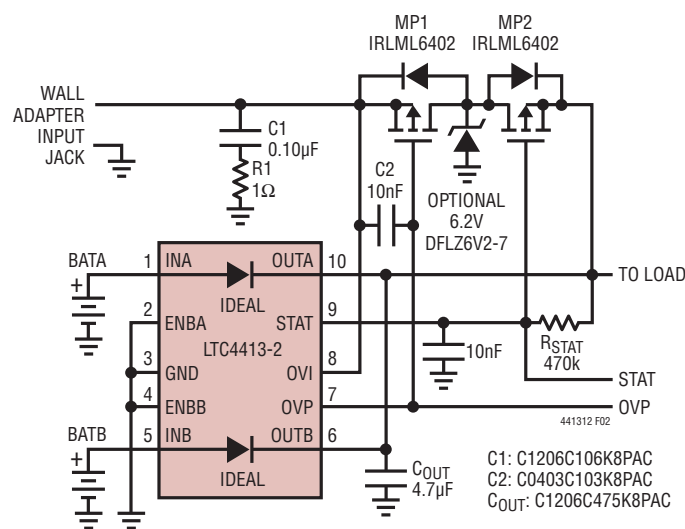 MP1
IRLML6402
MP2
IRLML6402
WALL
ADAPTER
INPUT
JACK
C1
0.10µF
R1
1Ω
C2
10nF
OPTIONAL
6.2V
DFLZ6V2-7
BATA
+
1
INA
OUTA
10
IDEAL
TO LOAD
2
ENBA
STAT
9
LTC4413-2
10nF
RSTAT
470k
3
GND
OVI
8
STAT
4
ENBB
OVP
7
OVP
441312 F02
BATB
+
5
INB
OUTB
6
IDEAL
COUT
4.7µF
C1: C1206C106K8PAC
C2: C0403C103K8PAC
COUT: C1206C475K8PAC